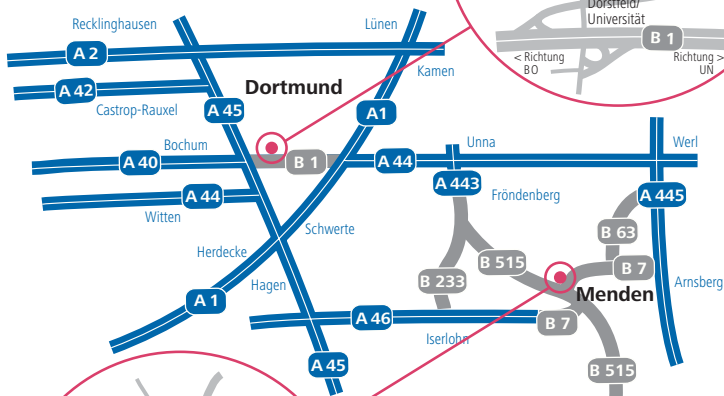 Recklinghausen
Lünen
Dorstfeld/
Universität
A 2
B 1
< Richtung
BO
Richtung >
UN
Kamen
A 42
Dortmund
Castrop-Rauxel
A 45
A1
Bochum
Unna
Werl
A 40
B 1
A 44
A 443
Fröndenberg
A 445
A 44
Witten
Schwerte
B 63
Herdecke
B 515
B 7
Hagen
B 233
Arnsberg
Menden
A 1
A 46
B 7
Iserlohn
A 45
B 515